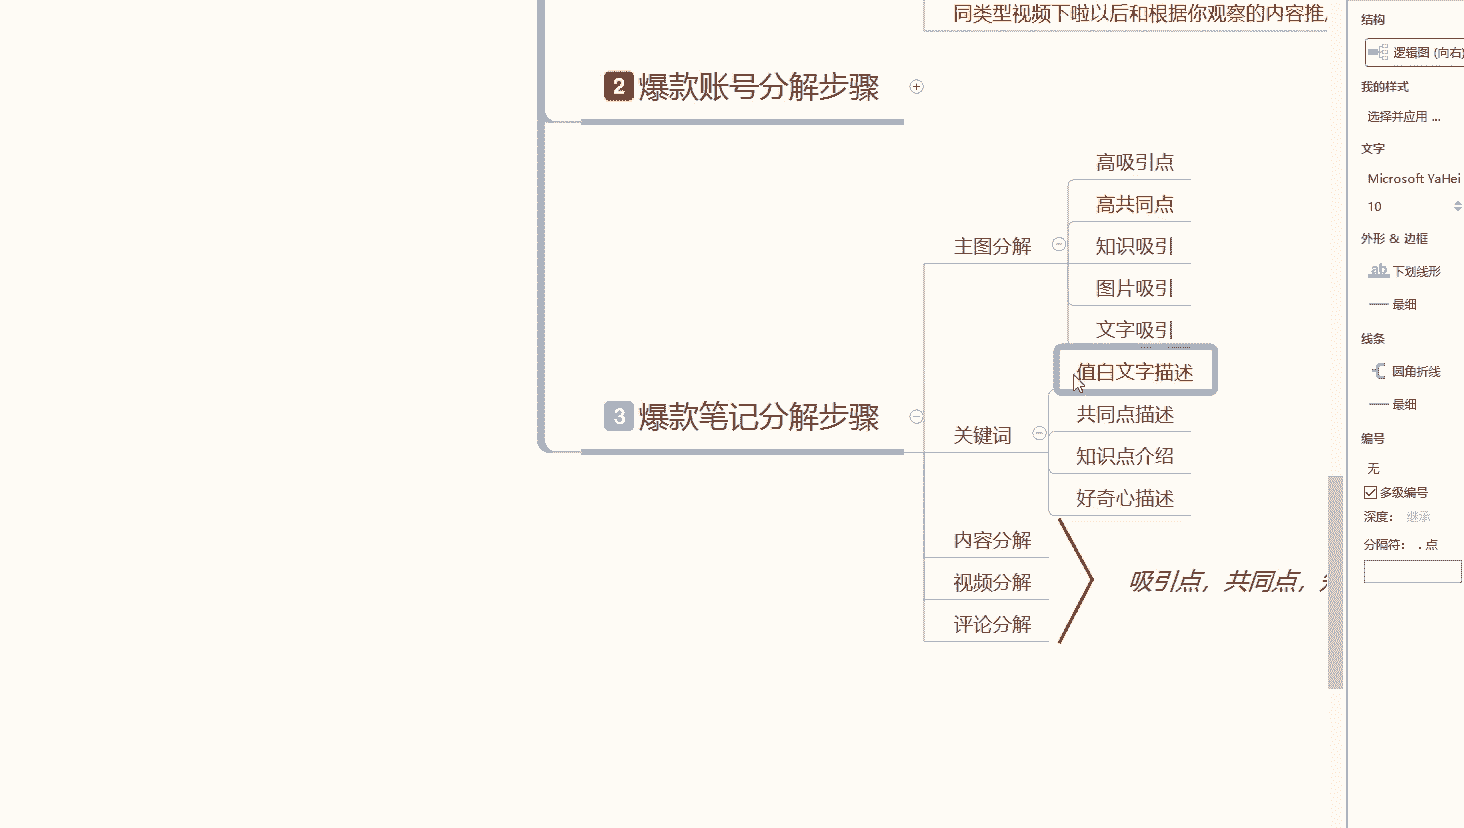 同类型视频下啦以后和根据你观察的内容推
2 爆款账号分解步骤
高吸引点
高共同点
主图分解
知识吸引
图片吸引
文字吸引
值白文字描述
3 爆款笔记分解步骤
共同点描述
关键词
知识点介绍
好奇心描述
内容分解
视频分解
吸引点，共同点，
评论分解
结构
逻辑图 (向右)
我的样式
选择并应用 ...
文字
Microsoft YaHei
10
外形 & 边框
ab 下划线形
最细
线条
圆角折线
最细
编号
无
多级编号
深度： 继承
分隔符： . 点